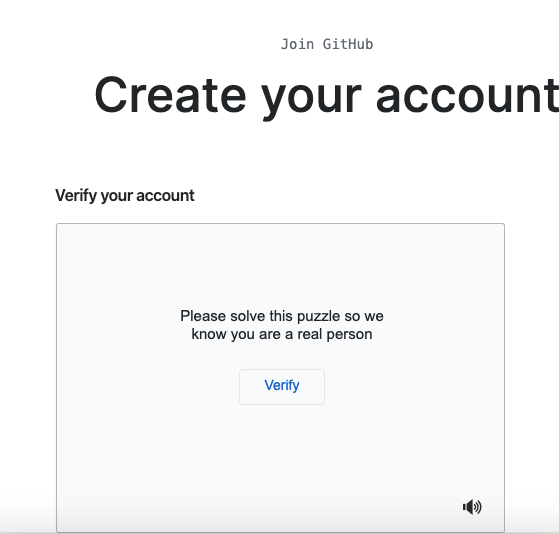 Join GitHub
Create your account
Verify your account
Please solve this puzzle so we
know you are a real person
Verify